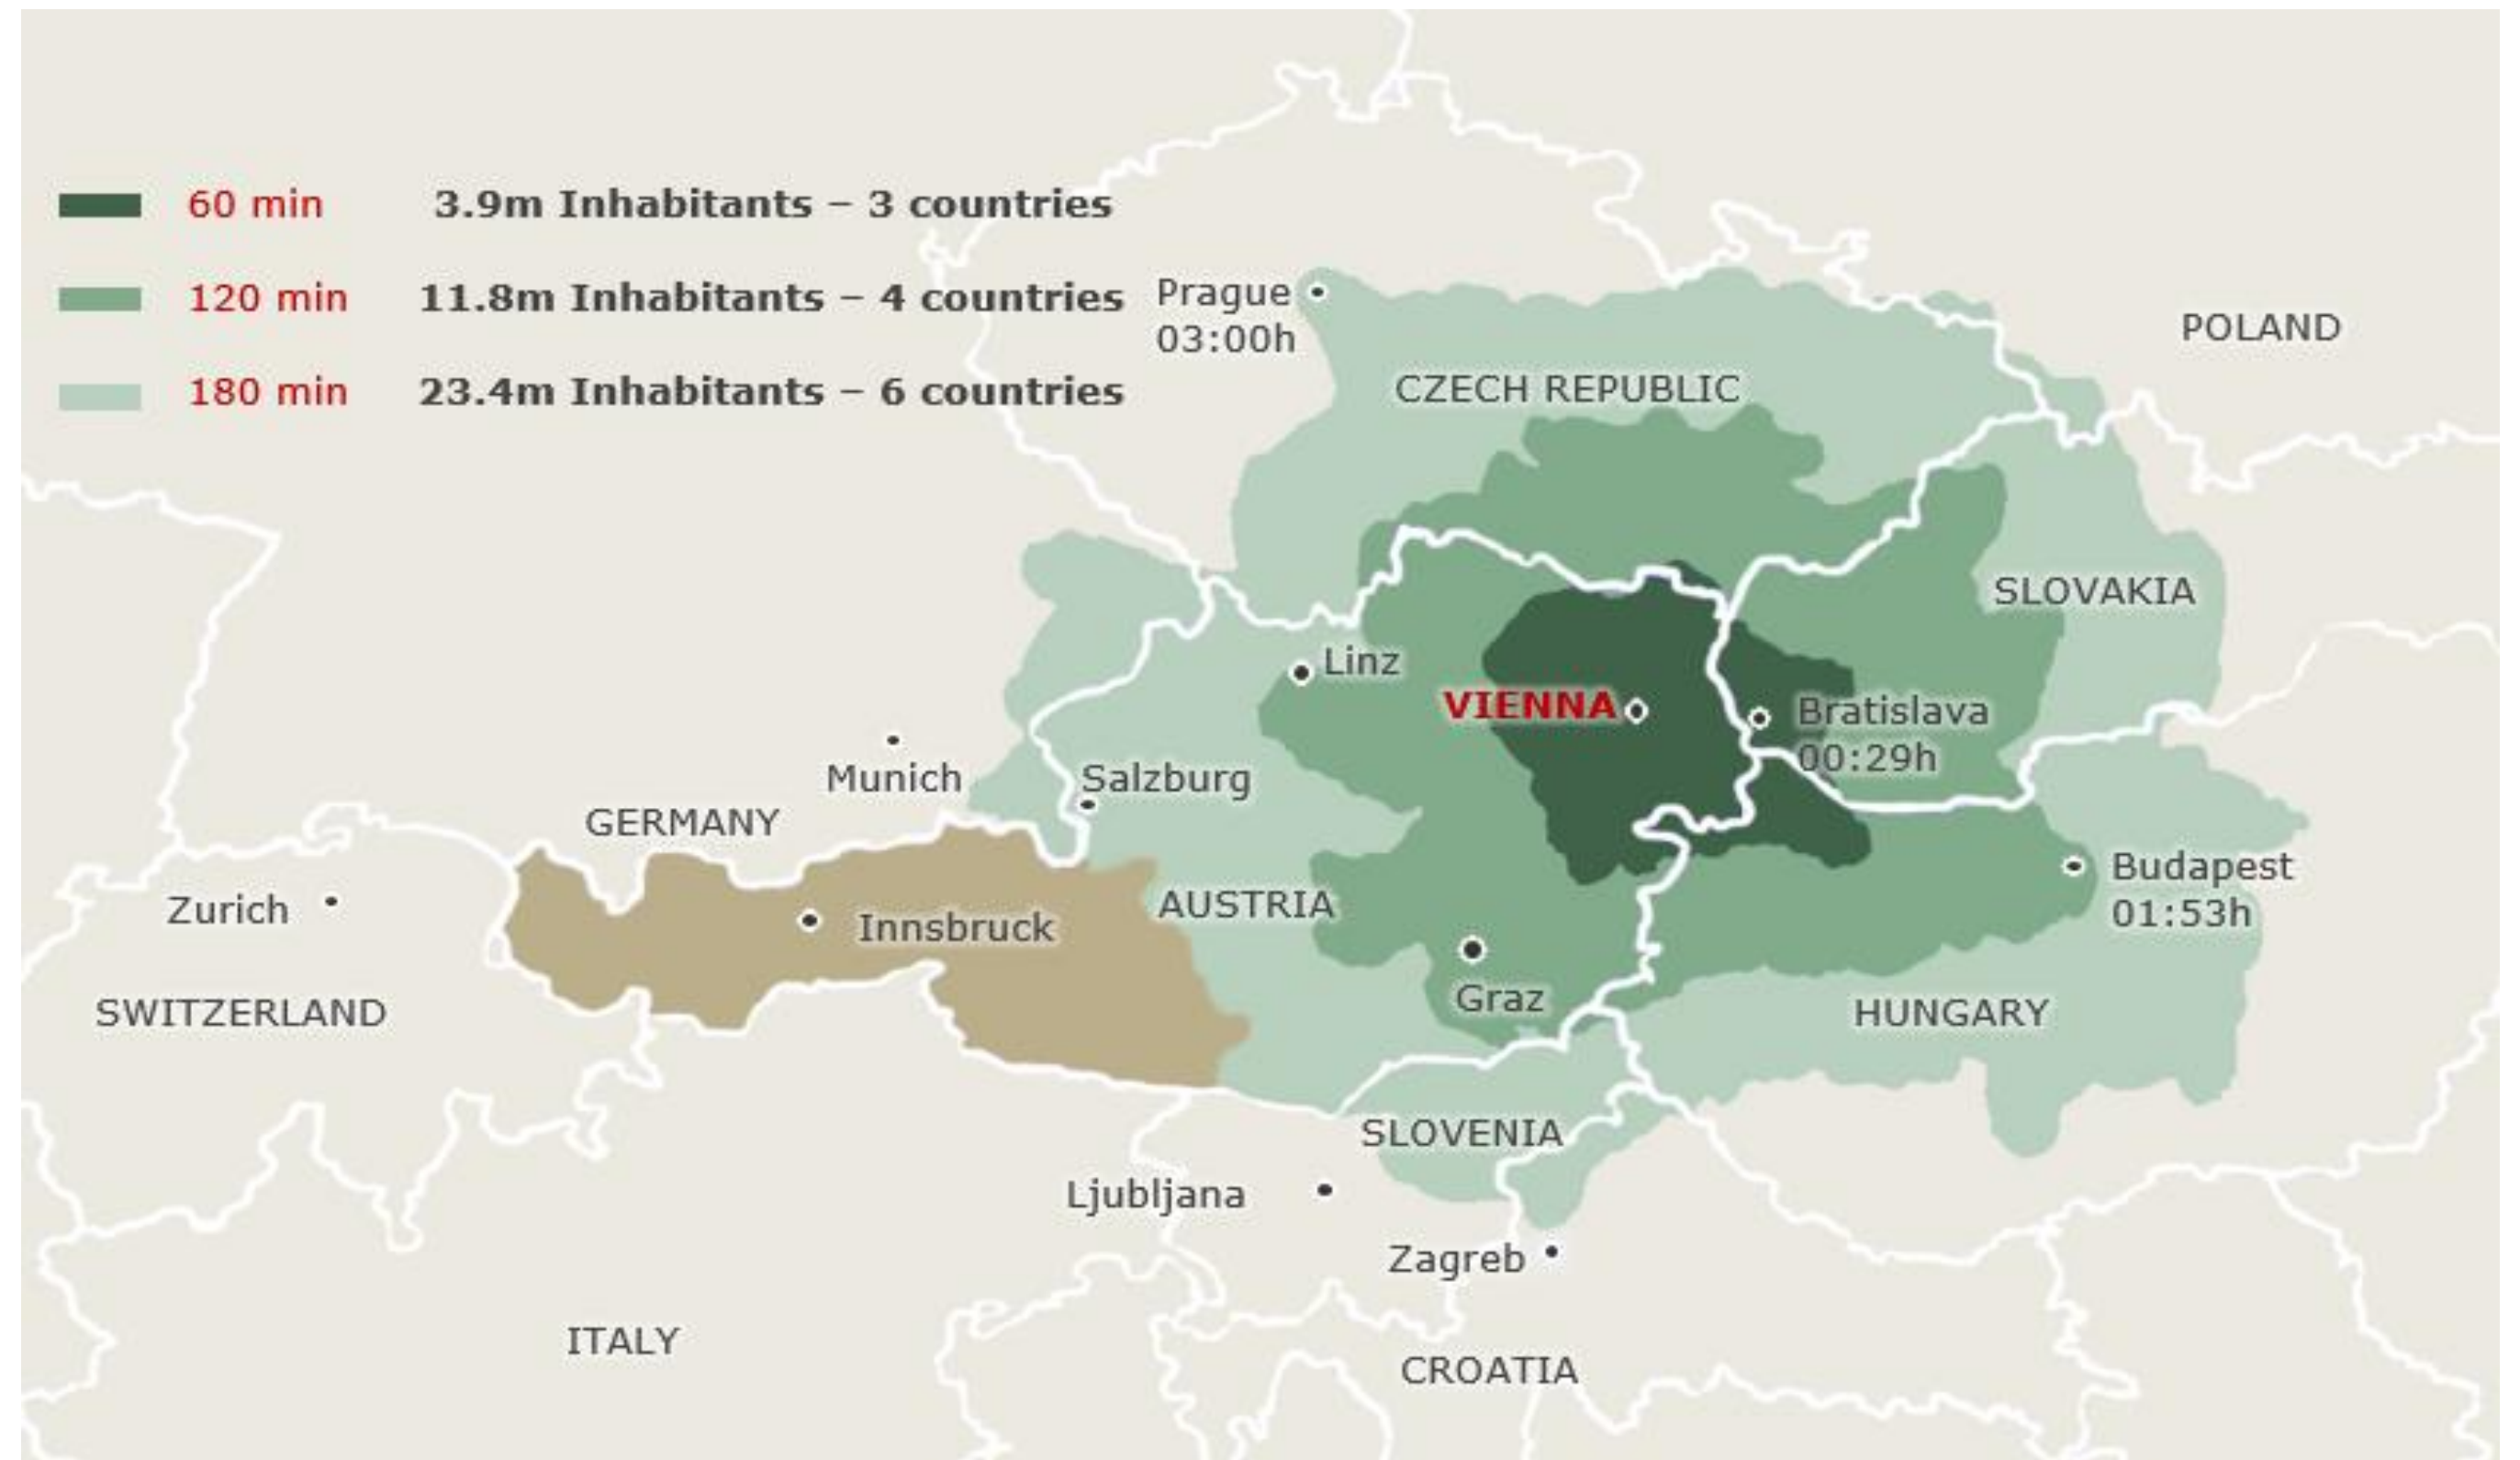 60 min 3.9m Inhabitants – 3 countries
120 min 11.8m Inhabitants – 4 countries
180 min 23.4m Inhabitants – 6 countries
Prague
03:00h
POLAND
CZECH REPUBLIC
SLOVAKIA
Linz
VIENNA
Bratislava
00:29h
Munich
Salzburg
GERMANY
Budapest
01:53h
Zurich
Innsbruck
AUSTRIA
Graz
SWITZERLAND
HUNGARY
SLOVENIA
Ljubljana
Zagreb
ITALY
CROATIA